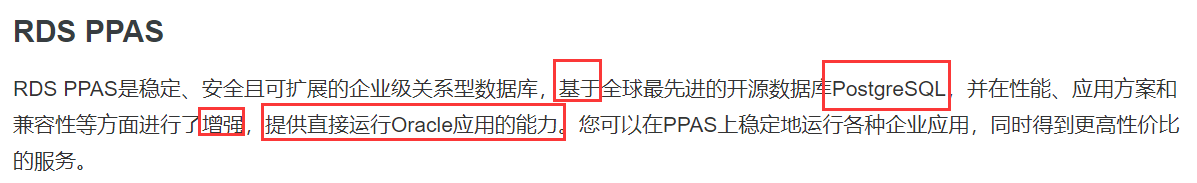 RDS PPAS
RDS PPAS是稳定、安全且可扩展的企业级关系型数据库，基于全球最先进的开源数据库PostgreSQL，并在性能、应用方案和
兼容性等方面进行了增强，提供直接运行Oracle应用的能力。您可以在PPAS上稳定地运行各种企业应用，同时得到更高性价比
的服务。